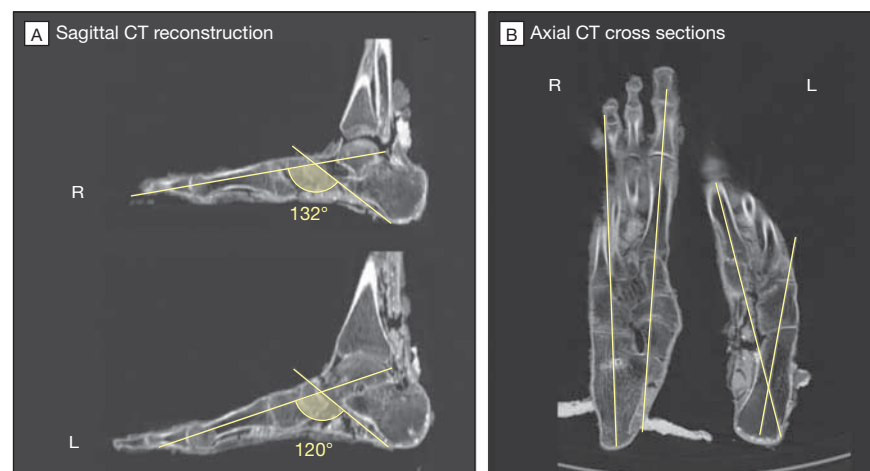 A Sagittal CT reconstruction
R
132°
L
120°
B Axial CT cross sections
R
L